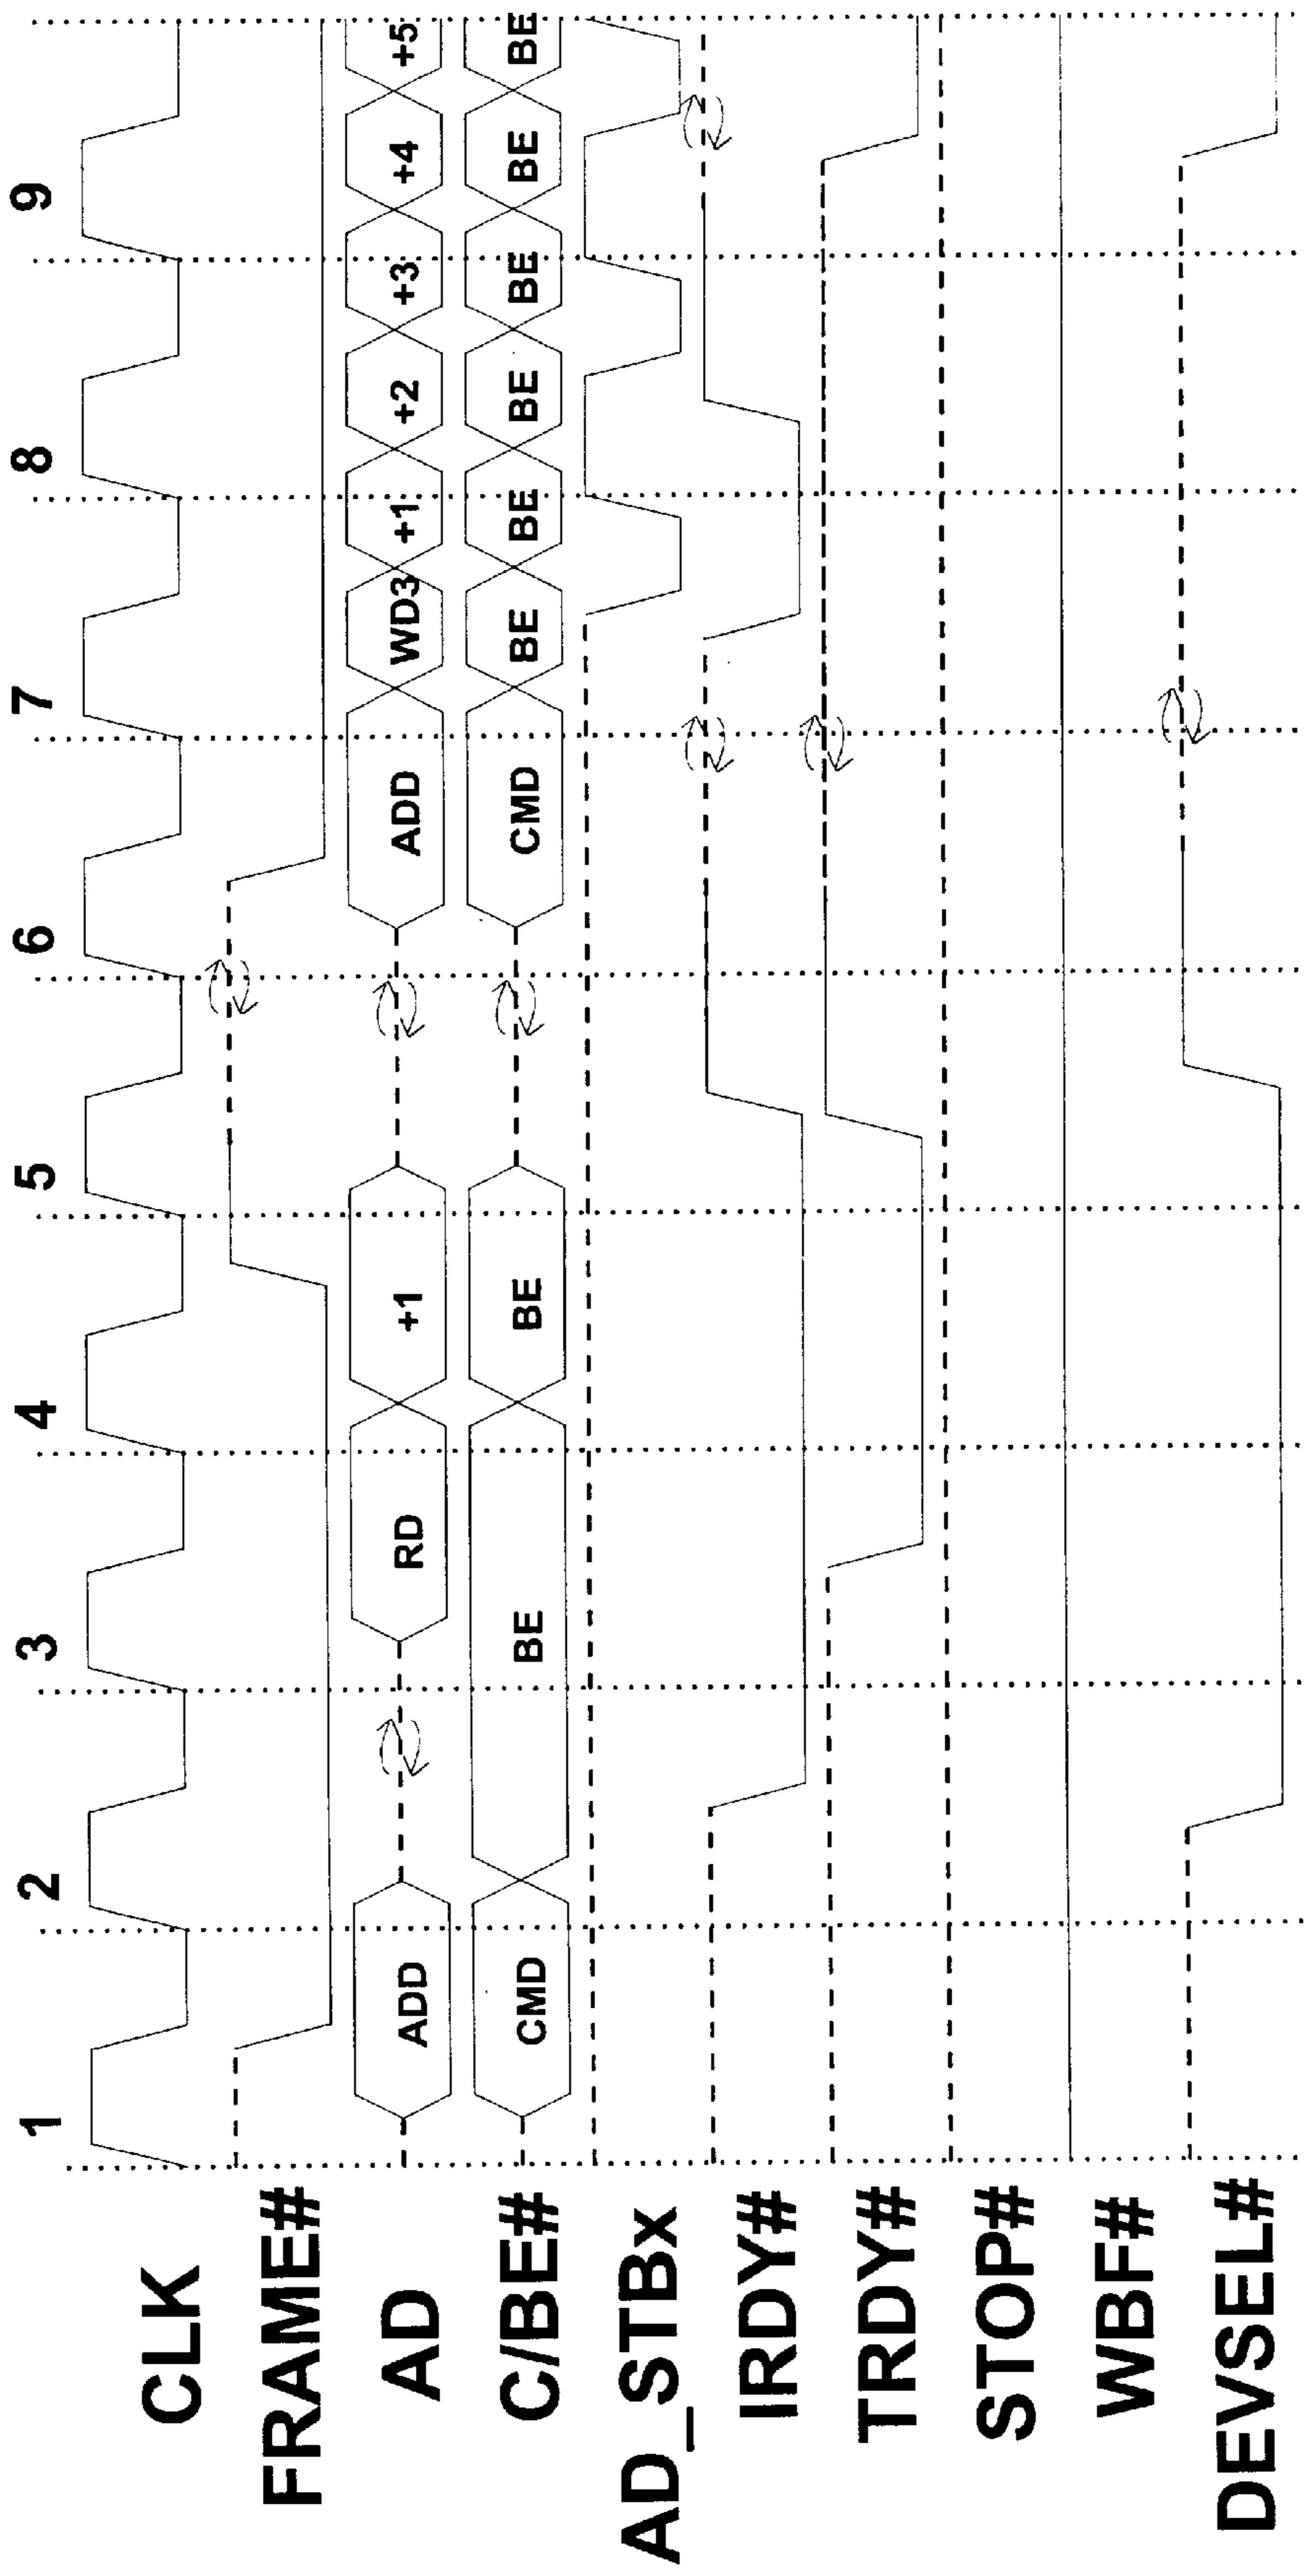 1 2 3 4 5 6 7 8 9
CLK
FRAME#
AD ADD RD +1 ADD WD3 +1 +2 +3 +4 +5
C/BE# CMD BE BE CMD BE BE BE BE BE BE
AD_STBx
IRDY#
TRDY#
STOP#
WBF#
DEVSEL#